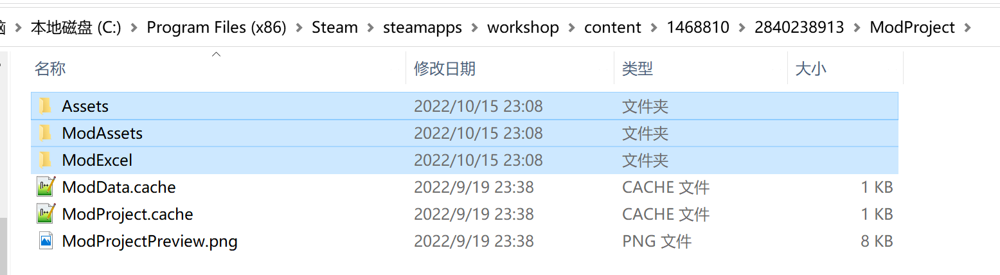 本地磁盘 (C:) Program Files (x86) Steam steamapps workshop content 1468810 2840238913 ModProject
名称 修改日期 类型 大小
Assets 2022/10/15 23:08 文件夹
ModAssets 2022/10/15 23:08 文件夹
ModExcel 2022/10/15 23:08 文件夹
ModData.cache 2022/9/19 23:38 CACHE 文件 1 KB
ModProject.cache 2022/9/19 23:38 CACHE 文件 1 KB
ModProjectPreview.png 2022/9/19 23:38 PNG 文件 8 KB